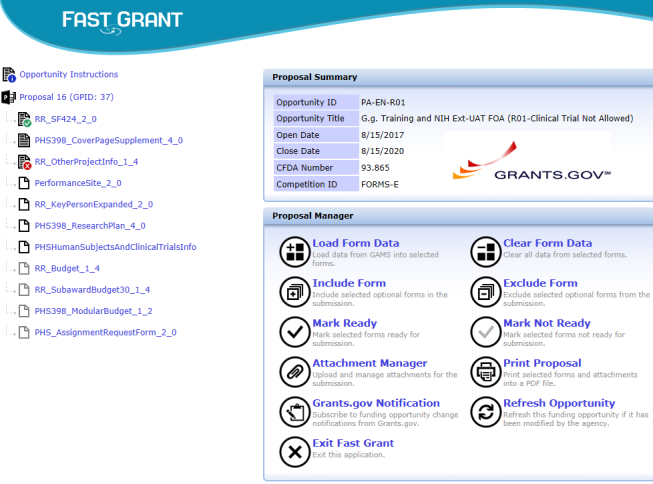 FAST GRANT
Opportunity Instructions
Proposal 16 (GPID: 37)
RR_SF424_2_0
PHS398_CoverPageSupplement_4_0
RR_OtherProjectInfo_1_4
PerformanceSite_2_0
RR_KeyPersonExpanded_2_0
PHS398_ResearchPlan_4_0
PHSHumanSubjectsAndClinicalTrialsInfo
RR_Budget_1_4
RR_SubawardBudget30_1_4
PHS398_ModularBudget_1_2
PHS_AssignmentRequestForm_2_0
Proposal Summary
Opportunity ID PA-EN-R01
Opportunity Title G.g. Training and NIH Ext-UAT FOA (R01-Clinical Trial Not Allowed)
Open Date 8/15/2017
Close Date 8/15/2020
CFDA Number 93.865
Competition ID FORMS-E
GRANTS.GOV℠
Proposal Manager
Load Form Data
Load data from GAMS into selected
forms.
Clear Form Data
Clear all data from selected forms.
Include Form
Include selected optional forms in the
submission.
Exclude Form
Exclude selected optional forms from the
submission.
Mark Ready
Mark selected forms ready for
submission.
Mark Not Ready
Mark selected forms not ready for
submission.
Attachment Manager
Upload and manage attachments for the
submission.
Print Proposal
Print selected forms and attachments
into a PDF file.
Grants.gov Notification
Subscribe to funding opportunity change
notifications from Grants.gov.
Refresh Opportunity
Refresh this funding opportunity if it has
been modified by the agency.
Exit Fast Grant
Exit this application.